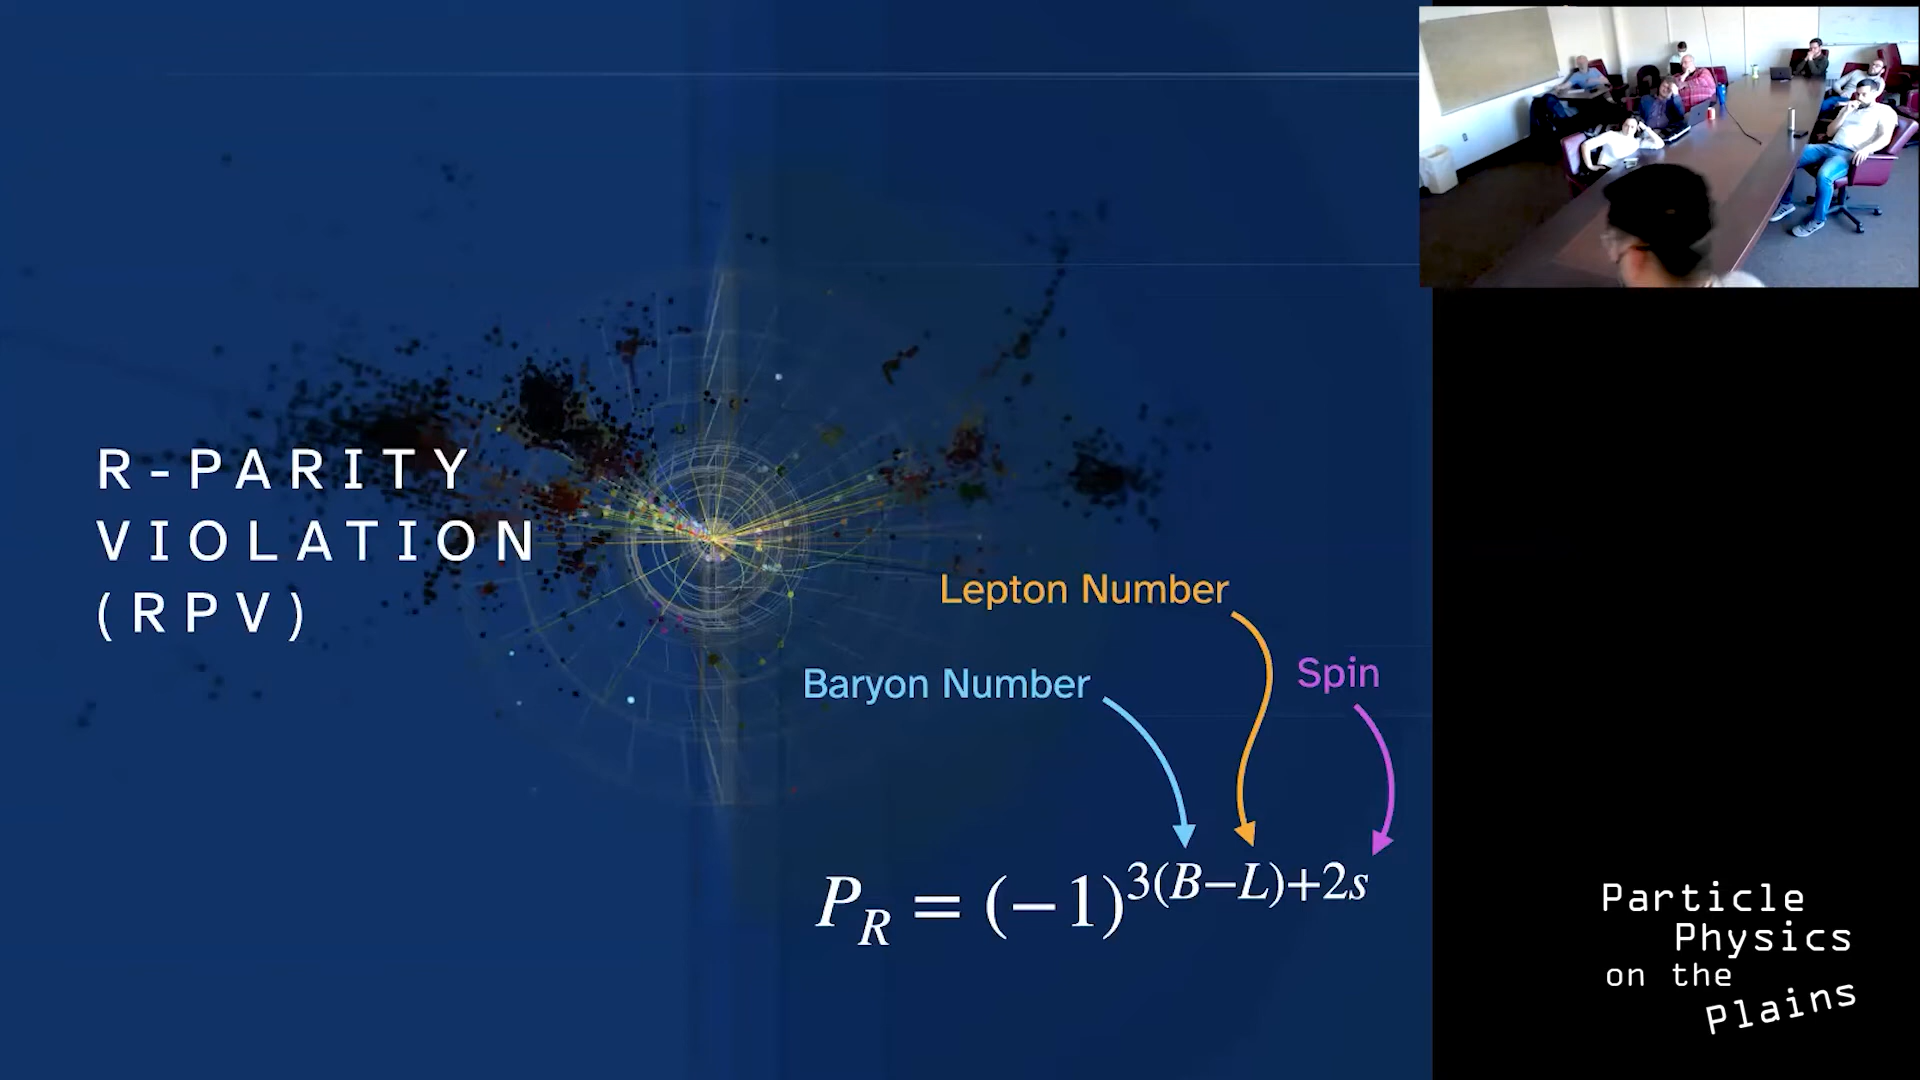 R-PARITY
VIOLATION
(RPV)
Lepton Number
Baryon Number
Spin
P_R = (−1)^{3(B−L)+2s}
Particle
Physics
on the
Plains